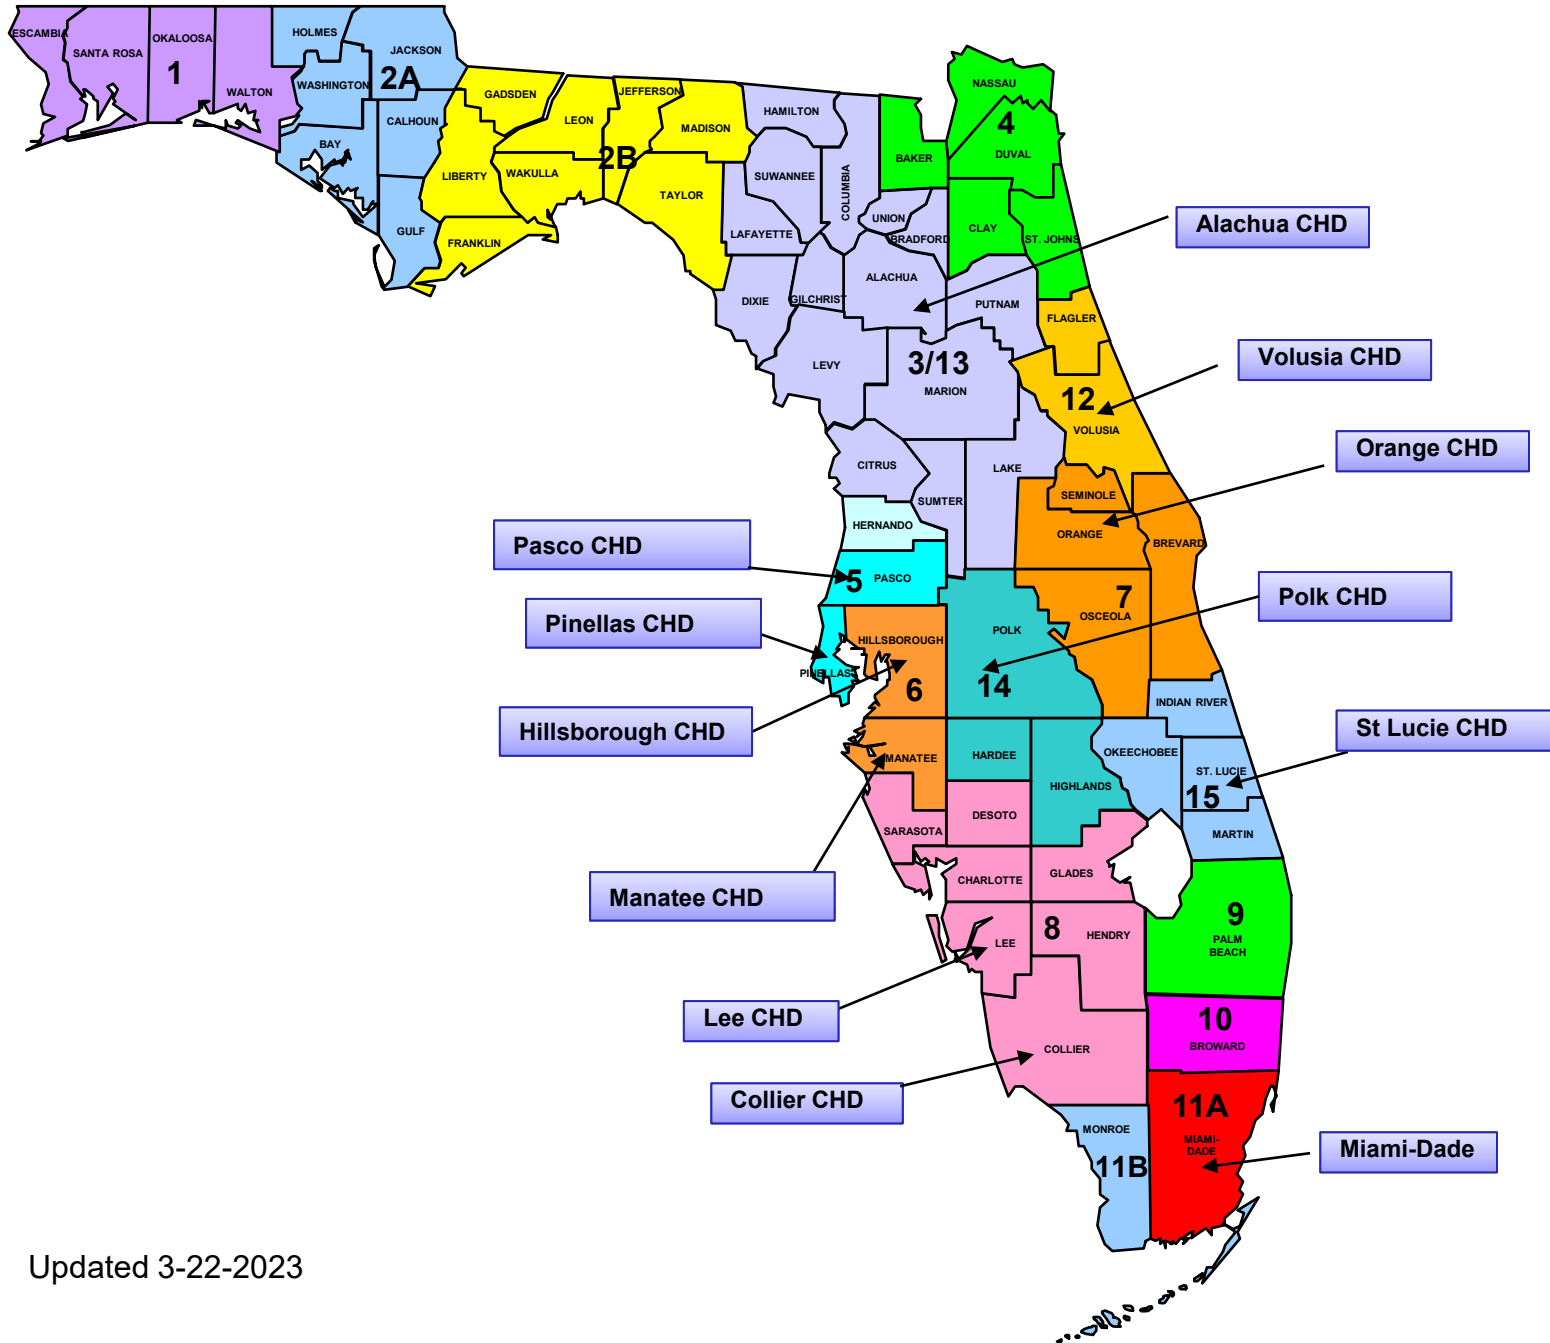 ESCAMBIA
SANTA ROSA
OKALOOSA
1
WALTON
HOLMES
WASHINGTON
JACKSON
2A
CALHOUN
BAY
GULF
GADSDEN
LIBERTY
FRANKLIN
LEON
WAKULLA
JEFFERSON
2B
MADISON
TAYLOR
HAMILTON
SUWANNEE
LAFAYETTE
COLUMBIA
DIXIE
GILCHRIST
UNION
BRADFORD
ALACHUA
BAKER
NASSAU
4
DUVAL
CLAY
ST. JOHNS
Alachua CHD
PUTNAM
FLAGLER
LEVY
3/13
MARION
12
VOLUSIA
Volusia CHD
CITRUS
SUMTER
LAKE
SEMINOLE
ORANGE
BREVARD
Orange CHD
HERNANDO
Pasco CHD
5
PASCO
Pinellas CHD
PINELLAS
HILLSBOROUGH
6
Hillsborough CHD
POLK
14
7
OSCEOLA
Polk CHD
INDIAN RIVER
OKEECHOBEE
ST. LUCIE
15
MARTIN
St Lucie CHD
MANATEE
HARDEE
HIGHLANDS
Manatee CHD
SARASOTA
DESOTO
CHARLOTTE
GLADES
LEE
8
HENDRY
9
PALM
BEACH
Lee CHD
COLLIER
Collier CHD
10
BROWARD
11A
MIAMI-
DADE
MONROE
11B
Miami-Dade
Updated 3-22-2023